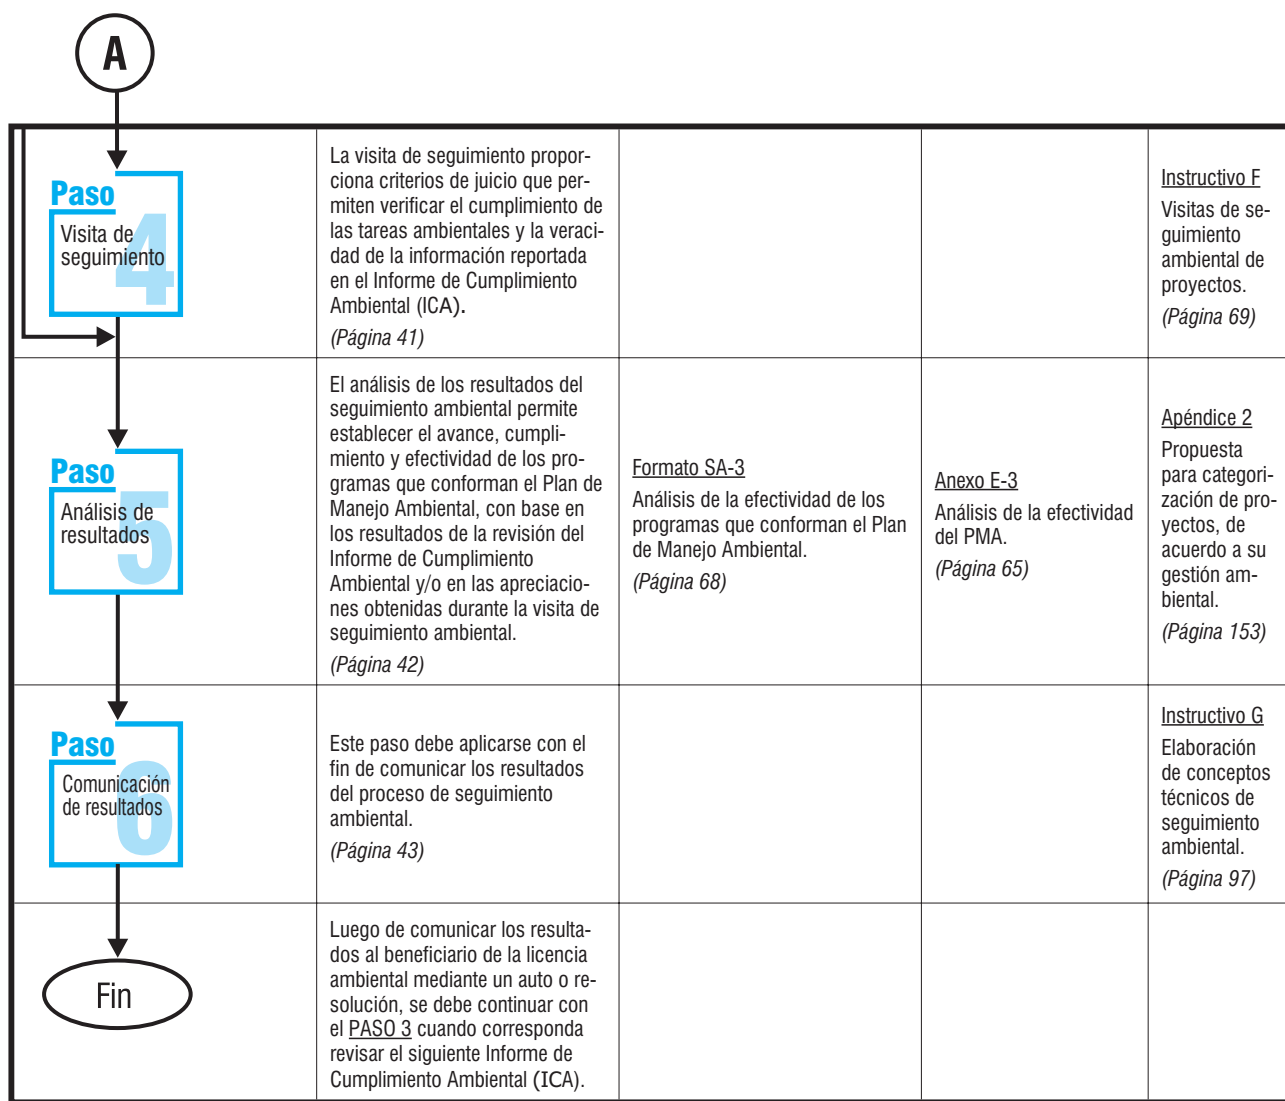 A
Paso
4
Visita de
seguimiento
La visita de seguimiento propor-
ciona criterios de juicio que per-
miten verificar el cumplimiento de
las tareas ambientales y la veraci-
dad de la información reportada
en el Informe de Cumplimiento
Ambiental (ICA).
(Página 41)
Instructivo F
Visitas de se-
guimiento
ambiental de
proyectos.
(Página 69)
Paso
5
Análisis de
resultados
El análisis de los resultados del
seguimiento ambiental permite
establecer el avance, cumpli-
miento y efectividad de los pro-
gramas que conforman el Plan de
Manejo Ambiental, con base en
los resultados de la revisión del
Informe de Cumplimiento
Ambiental y/o en las apreciacio-
nes obtenidas durante la visita de
seguimiento ambiental.
(Página 42)
Formato SA-3
Análisis de la efectividad de los
programas que conforman el Plan
de Manejo Ambiental.
(Página 68)
Anexo E-3
Análisis de la efectividad
del PMA.
(Página 65)
Apéndice 2
Propuesta
para categori-
zación de pro-
yectos, de
acuerdo a su
gestión am-
biental.
(Página 153)
Paso
6
Comunicación
de resultados
Este paso debe aplicarse con el
fin de comunicar los resultados
del proceso de seguimiento
ambiental.
(Página 43)
Instructivo G
Elaboración
de conceptos
técnicos de
seguimiento
ambiental.
(Página 97)
Fin
Luego de comunicar los resulta-
dos al beneficiario de la licencia
ambiental mediante un auto o re-
solución, se debe continuar con
el PASO 3 cuando corresponda
revisar el siguiente Informe de
Cumplimiento Ambiental (ICA).